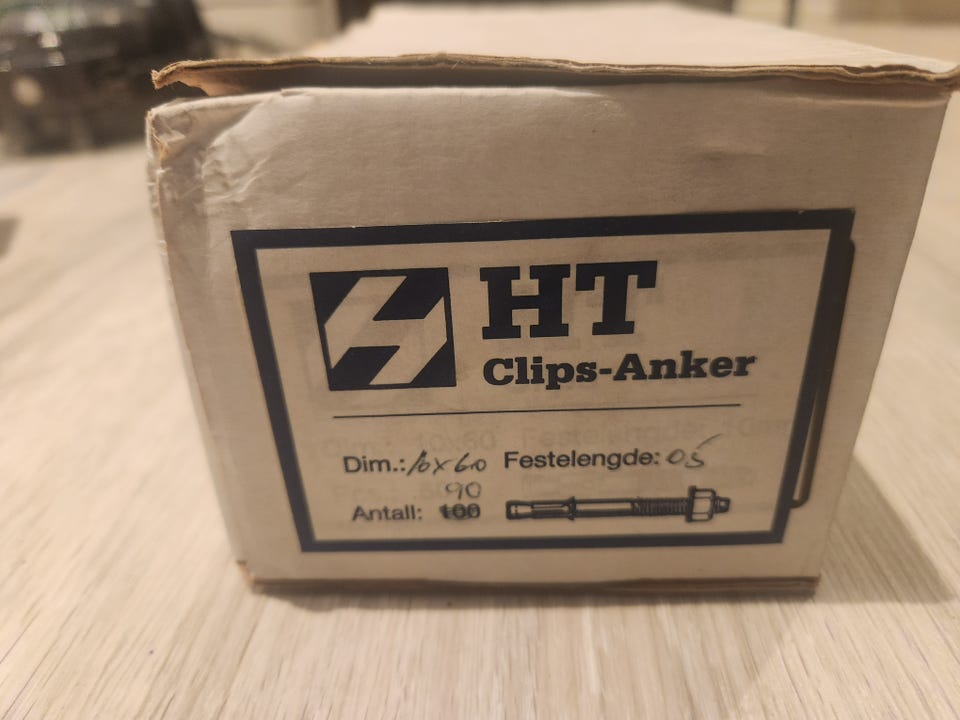 HT
Clips-Anker
Dim.: 10x60 Festelengde: 05
90
Antall: 100